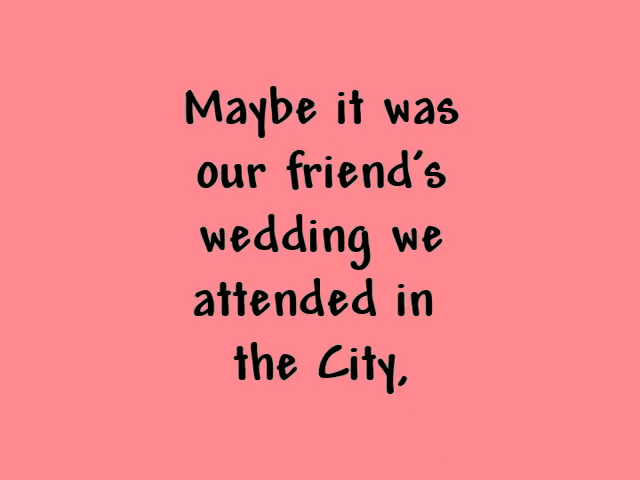 Maybe it was
our friend's
wedding we
attended in
the City,